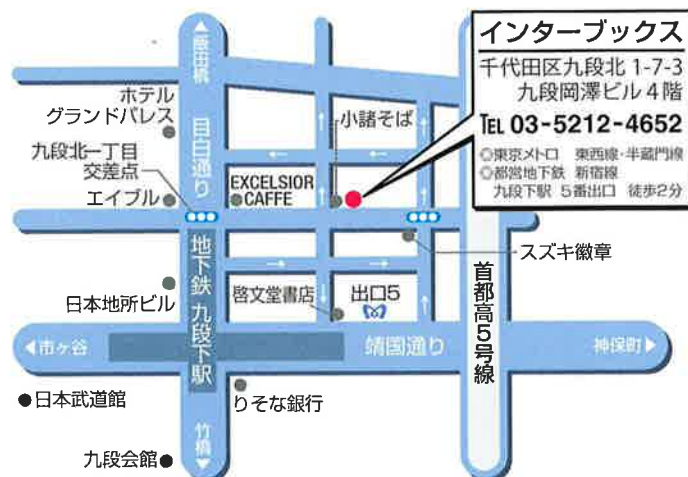 インターブックス
千代田区九段北 1-7-3
九段岡澤ビル 4 階
TEL 03-5212-4652
◎東京メトロ 東西線・半蔵門線
◎都営地下鉄 新宿線
九段下駅 5番出口 徒歩2分
▲飯田橋
ホテル
グランドパレス
目白通り
小諸そば
九段北一丁目
交差点
エイブル
EXCELSIOR
CAFFE
スズキ徽章
地下鉄 九段下駅
日本地所ビル
啓文堂書店
出口5
首都高5号線
◀市ヶ谷
靖国通り
神保町▶
●日本武道館
りそな銀行
竹橋▼
九段会館●